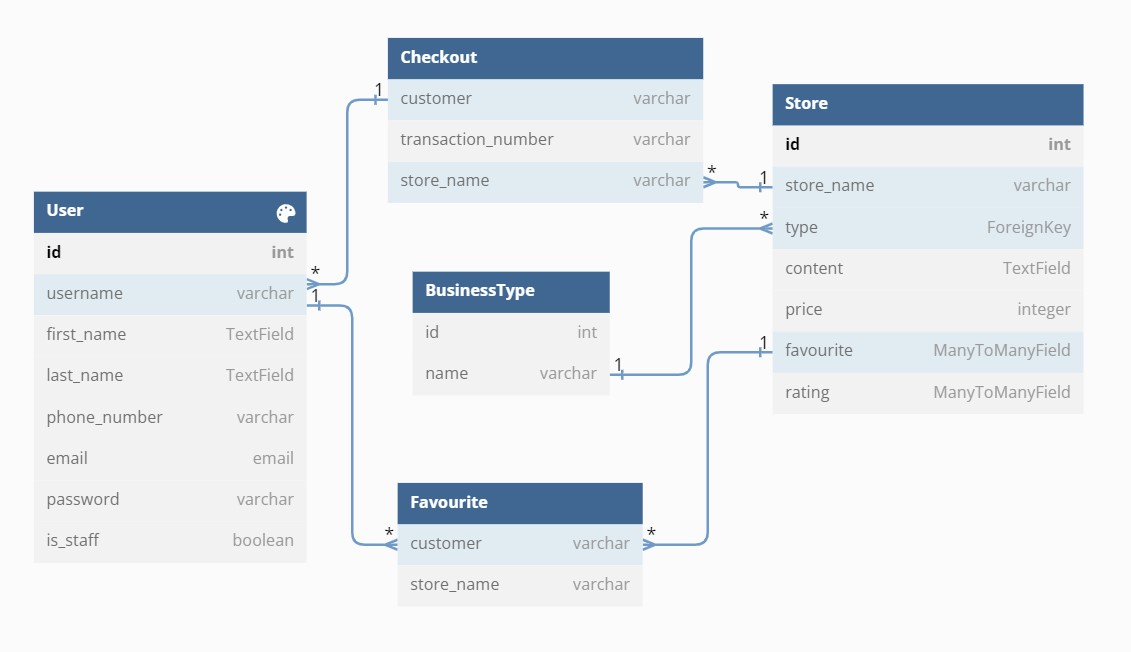 Checkout
customer varchar
transaction_number varchar
store_name varchar
1
*
Store
id int
store_name varchar
type ForeignKey
content TextField
price integer
favourite ManyToManyField
rating ManyToManyField
1
*
1
User
id int
username varchar
first_name TextField
last_name TextField
phone_number varchar
email email
password varchar
is_staff boolean
*
1
BusinessType
id int
name varchar
1
Favourite
customer varchar
store_name varchar
*
*